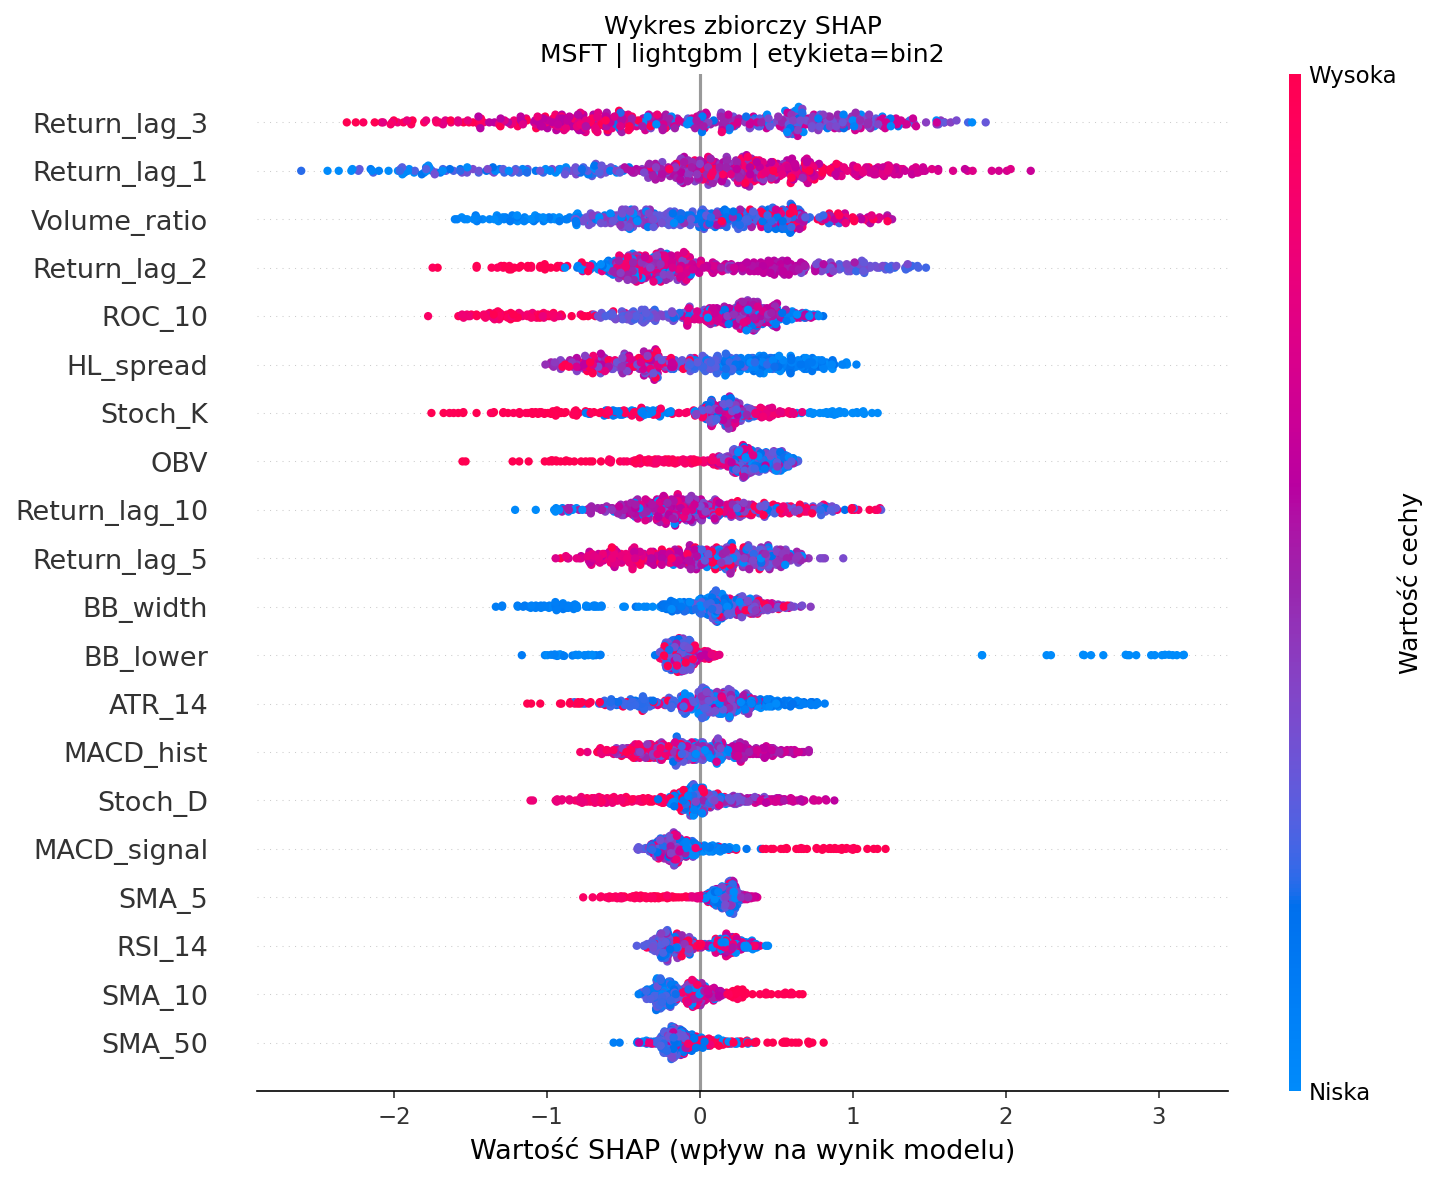 Wykres zbiorczy SHAP
MSFT | lightgbm | etykieta=bin2
Wysoka
Return_lag_3
Return_lag_1
Volume_ratio
Return_lag_2
ROC_10
HL_spread
Stoch_K
OBV
Return_lag_10
Return_lag_5
BB_width
BB_lower
ATR_14
MACD_hist
Stoch_D
MACD_signal
SMA_5
RSI_14
SMA_10
SMA_50
Wartość cechy
Niska
−2 −1 0 1 2 3
Wartość SHAP (wpływ na wynik modelu)